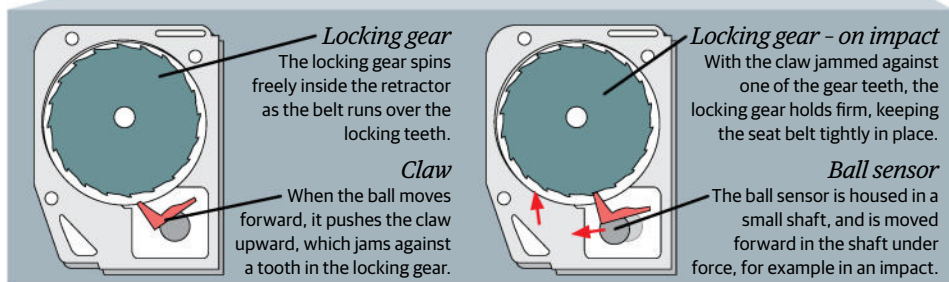 Locking gear
The locking gear spins
freely inside the retractor
as the belt runs over the
locking teeth.
Claw
When the ball moves
forward, it pushes the claw
upward, which jams against
a tooth in the locking gear.
Locking gear - on impact
With the claw jammed against
one of the gear teeth, the
locking gear holds firm, keeping
the seat belt tightly in place.
Ball sensor
The ball sensor is housed in a
small shaft, and is moved
forward in the shaft under
force, for example in an impact.